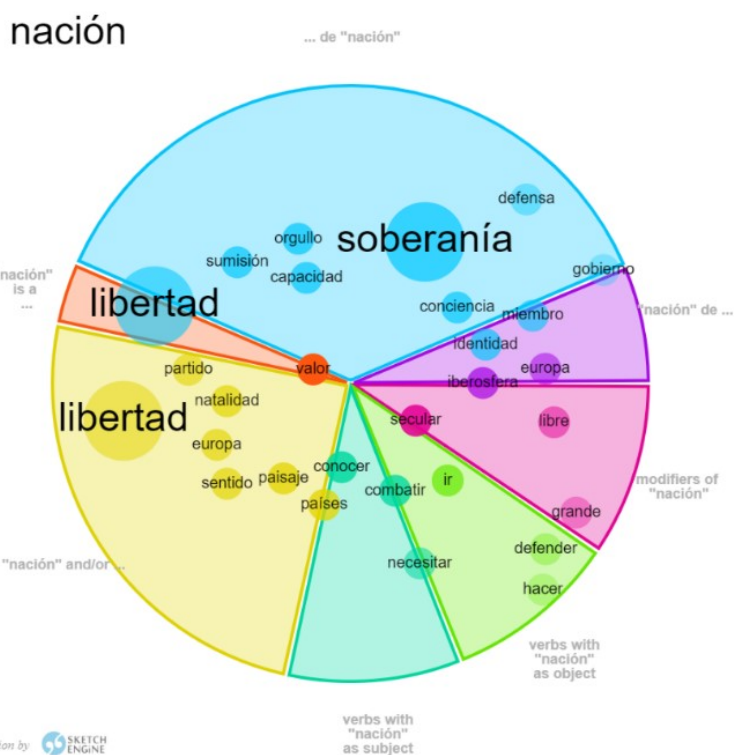 nación
... de "nación"
defensa
orgullo
soberanía
sumisión
capacidad
gobierno
nación"
is a
...
libertad
conciencia
miembro
"nación" de ...
identidad
partido
valor
europa
iberosfera
natalidad
libertad
secular
libre
europa
conocer
sentido
paisaje
combatir
ir
modifiers of
"nación"
países
grande
defender
"nación" and/or ...
necesitar
hacer
verbs with
"nación"
as object
verbs with
"nación"
as subject
ion by
SKETCH
ENGINE